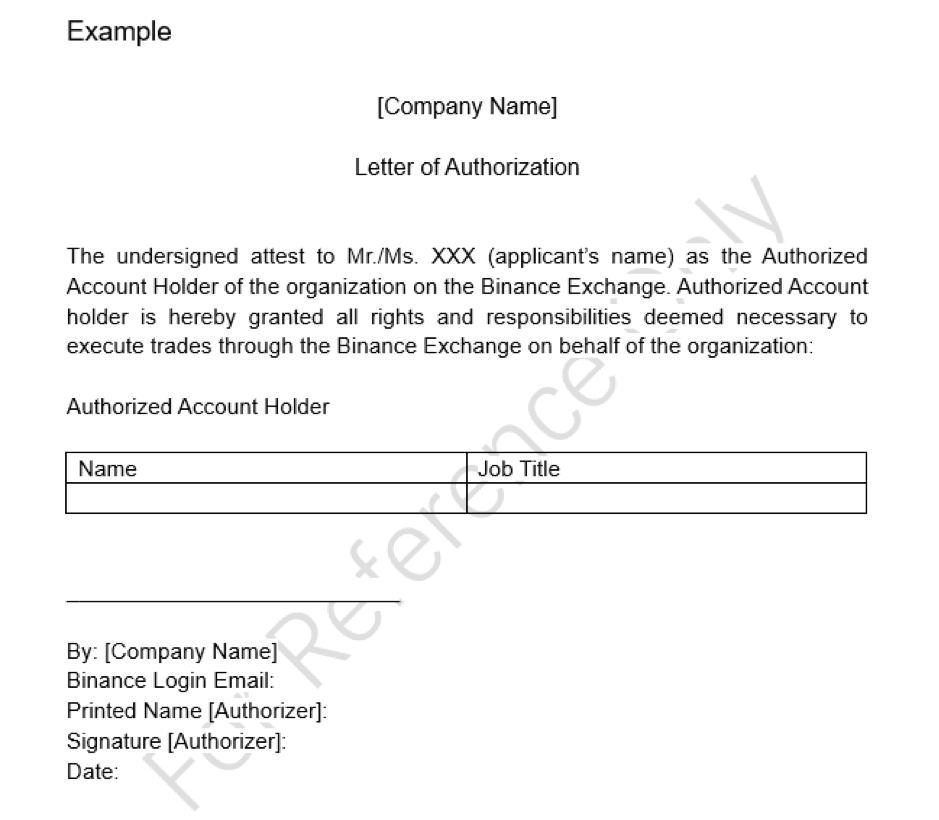 Example
[Company Name]
Letter of Authorization
The undersigned attest to Mr./Ms. XXX (applicant's name) as the Authorized
Account Holder of the organization on the Binance Exchange. Authorized Account
holder is hereby granted all rights and responsibilities deemed necessary to
execute trades through the Binance Exchange on behalf of the organization:
Authorized Account Holder
Name Job Title
By: [Company Name]
Binance Login Email:
Printed Name [Authorizer]:
Signature [Authorizer]:
Date:
For Reference Only